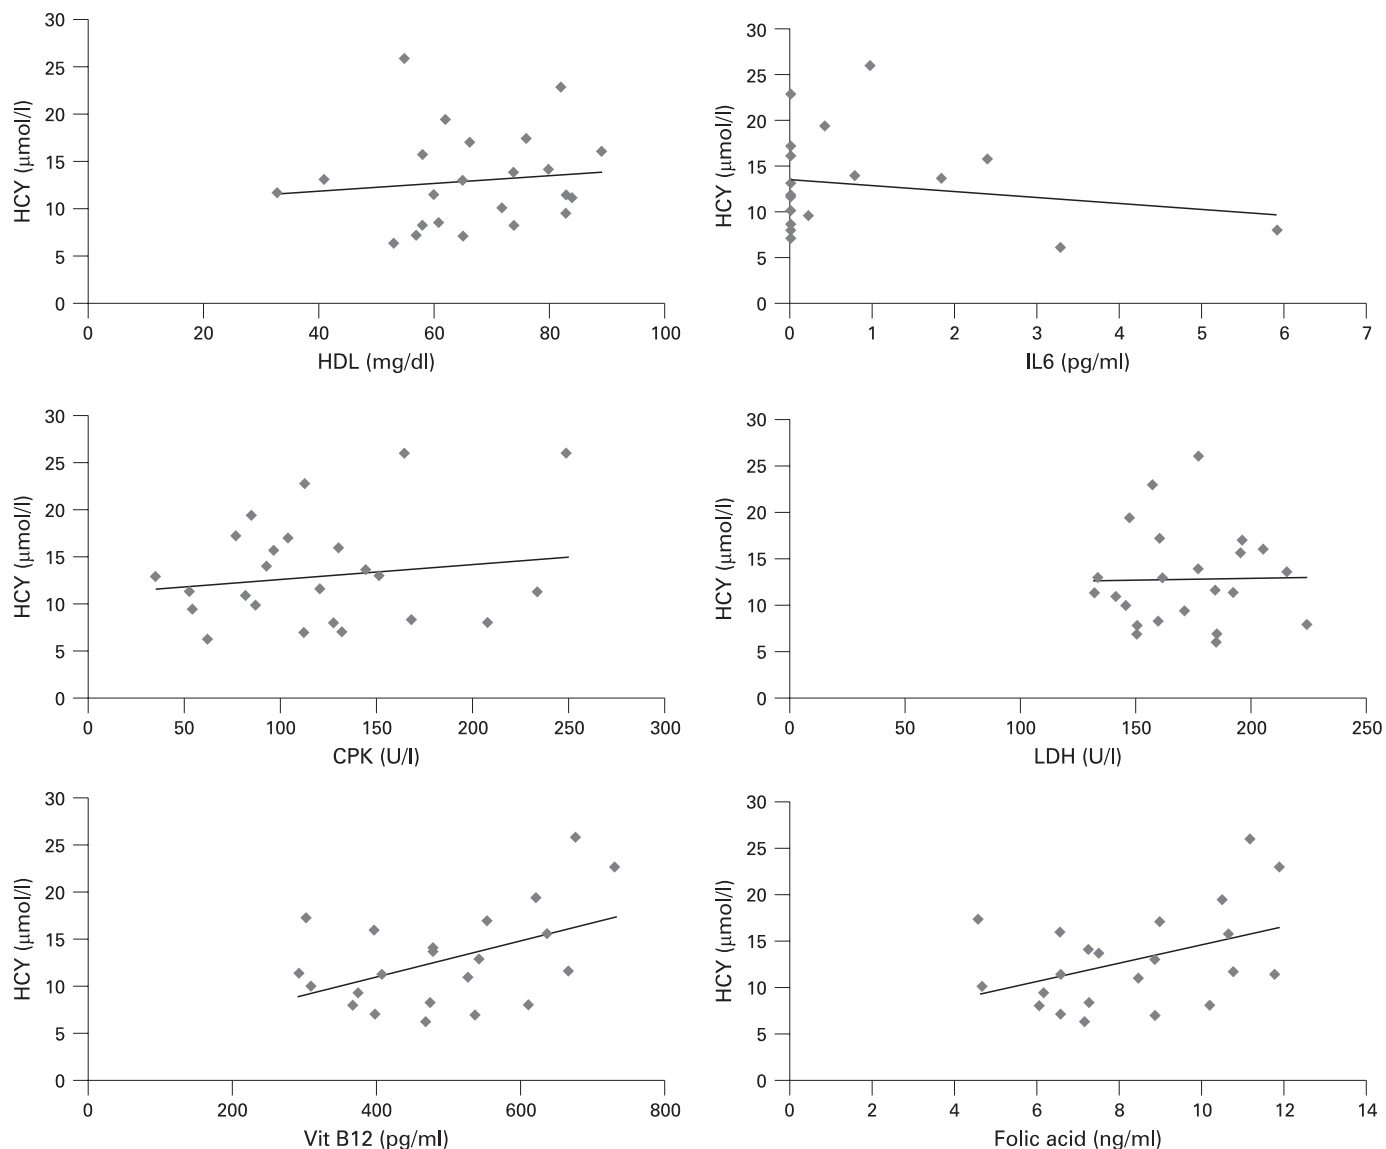 30
25
20
15
10
5
0
HCY (μmol/l)
0 20 40 60 80 100
HDL (mg/dl)
30
25
20
15
10
5
0
HCY (μmol/l)
0 1 2 3 4 5 6 7
IL6 (pg/ml)
30
25
20
15
10
5
0
HCY (μmol/l)
0 50 100 150 200 250 300
CPK (U/l)
30
25
20
15
10
5
0
HCY (μmol/l)
0 50 100 150 200 250
LDH (U/l)
30
25
20
15
10
5
0
HCY (μmol/l)
0 200 400 600 800
Vit B12 (pg/ml)
30
25
20
15
10
5
0
HCY (μmol/l)
0 2 4 6 8 10 12 14
Folic acid (ng/ml)